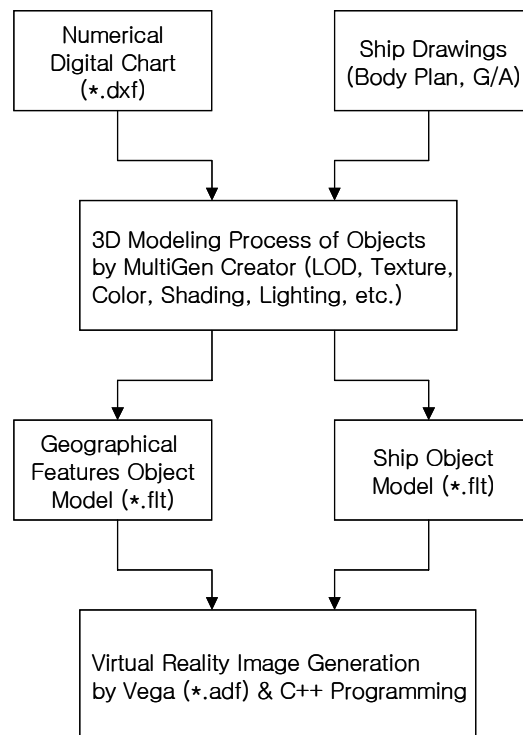 Numerical
Digital Chart
(*.dxf)
Ship Drawings
(Body Plan, G/A)
3D Modeling Process of Objects
by MultiGen Creator (LOD, Texture,
Color, Shading, Lighting, etc.)
Geographical
Features Object
Model (*.flt)
Ship Object
Model (*.flt)
Virtual Reality Image Generation
by Vega (*.adf) & C++ Programming